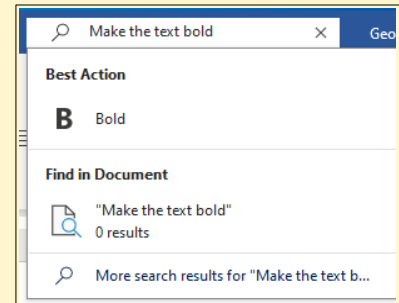 Make the text bold
Geo
Best Action
B Bold
Find in Document
"Make the text bold"
0 results
More search results for "Make the text b...